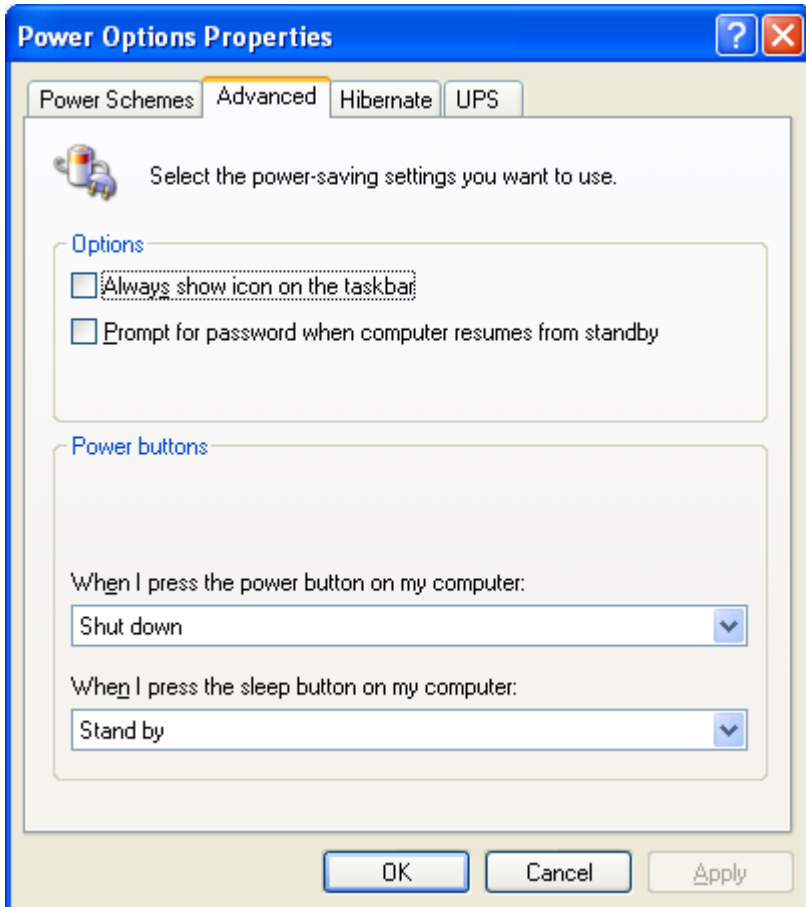 Power Options Properties
Power Schemes Advanced Hibernate UPS
Select the power-saving settings you want to use.
Options
Always show icon on the taskbar
Prompt for password when computer resumes from standby
Power buttons
When I press the power button on my computer:
Shut down
When I press the sleep button on my computer:
Stand by
OK Cancel Apply